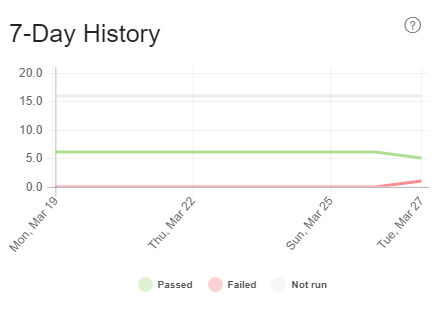 7-Day History
?
20.0
15.0
10.0
5.0
0.0
Mon, Mar 19
Thu, Mar 22
Sun, Mar 25
Tue, Mar 27
Passed Failed Not run